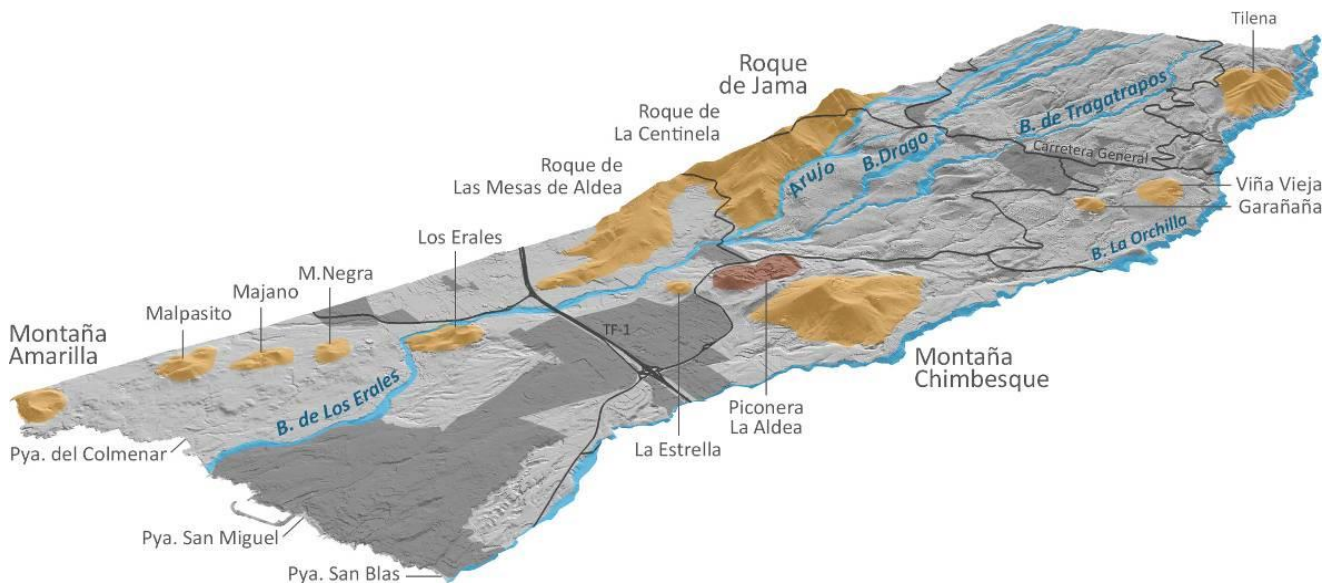 Tilena
Roque
de Jama
Roque de
La Centinela
Roque de
Las Mesas de Aldea
B. de Tragatrapos
B.Drago
Arujo
Carretera General
Viña Vieja
Garañaña
B. La Orchilla
Los Erales
M.Negra
Majano
Malpasito
Montaña
Amarilla
TF-1
Montaña
Chimbesque
Piconera
La Aldea
La Estrella
B. de Los Erales
Pya. del Colmenar
Pya. San Miguel
Pya. San Blas